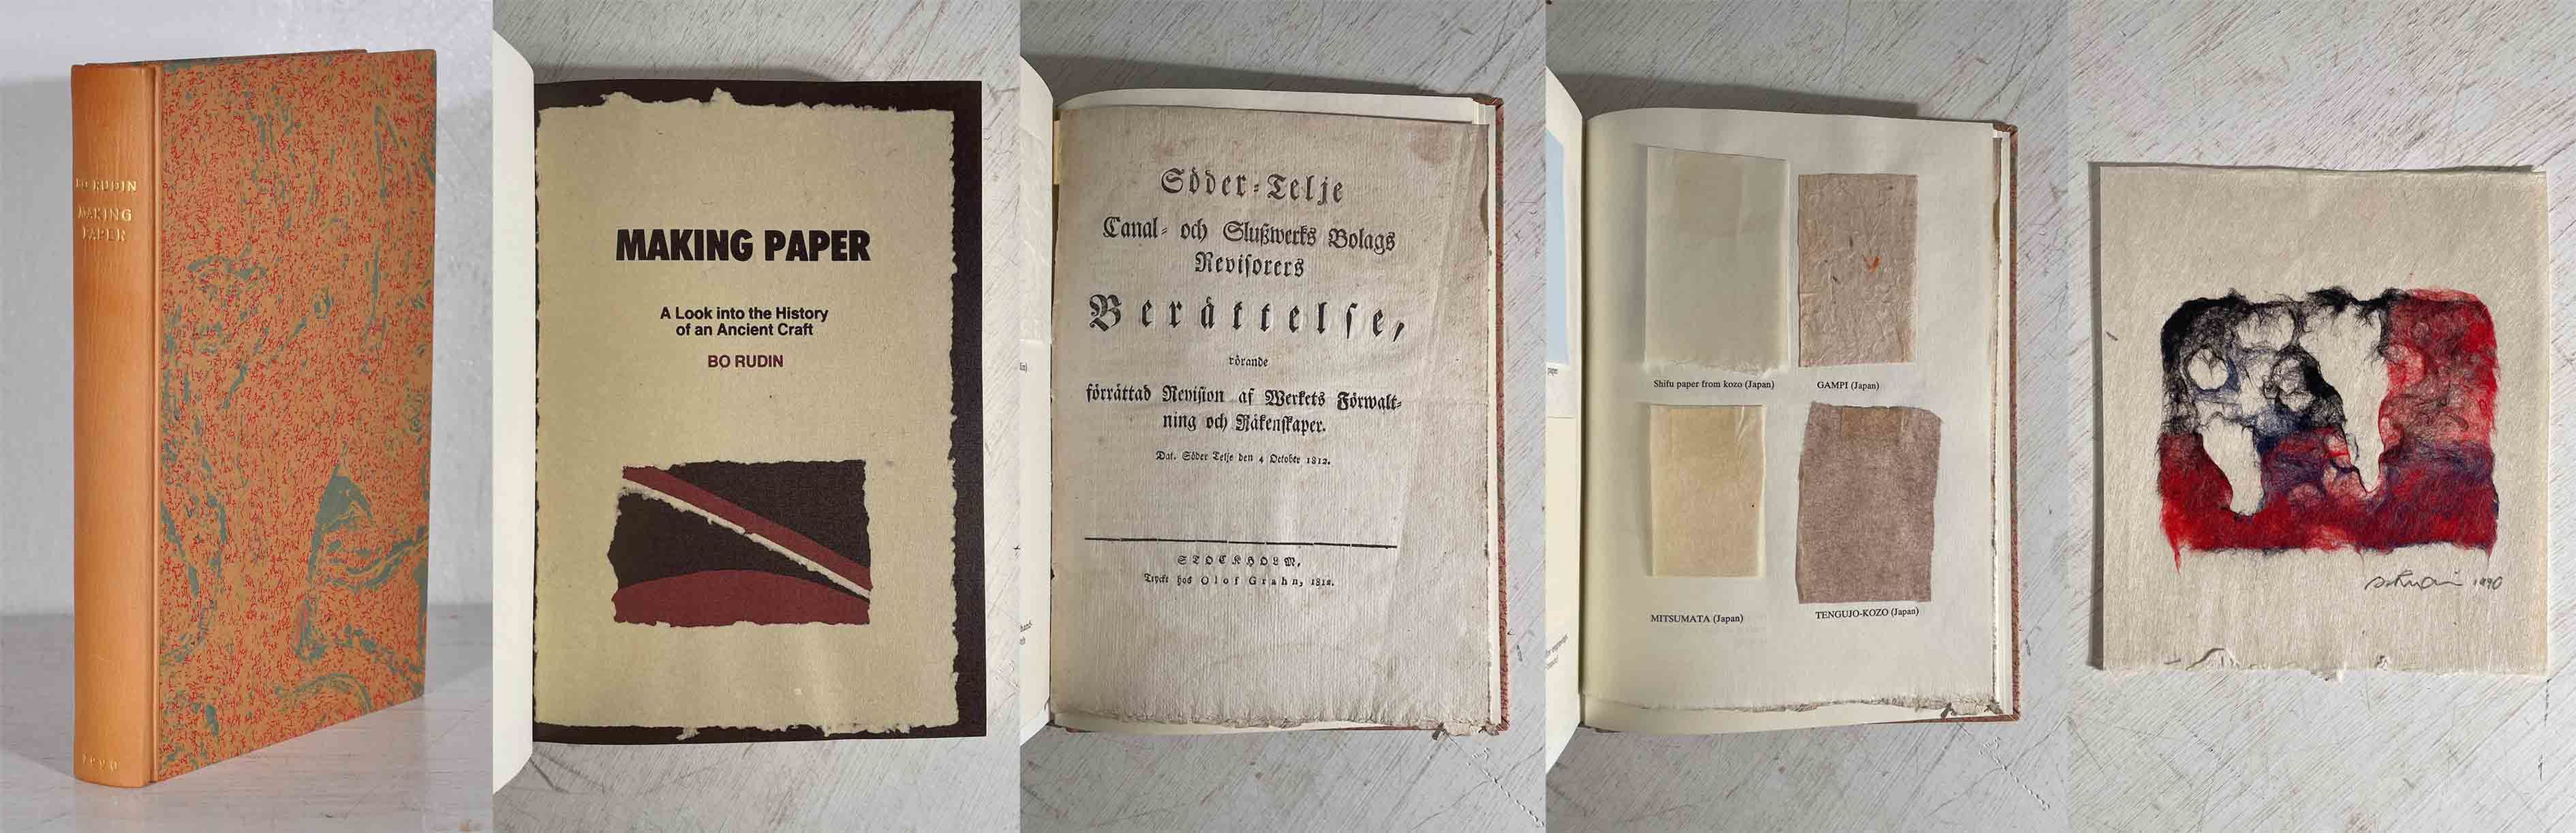 BO RUDIN
MAKING
PAPER
1990
MAKING PAPER
A Look into the History
of an Ancient Craft
BO RUDIN
Söder-Telje
Canal- och Slußwerks Bolags
Reviſorers
Berättelſe,
rörande
förrättad Reviſion af Werkets Förwalt-
ning och Räkenſkaper.
Dat. Söder Telje den 4 October 1812.
STOCKHOLM,
Tryckt hos Olof Grahn, 1812.
Shifu paper from kozo (Japan)
GAMPI (Japan)
MITSUMATA (Japan)
TENGUJO-KOZO (Japan)
1990